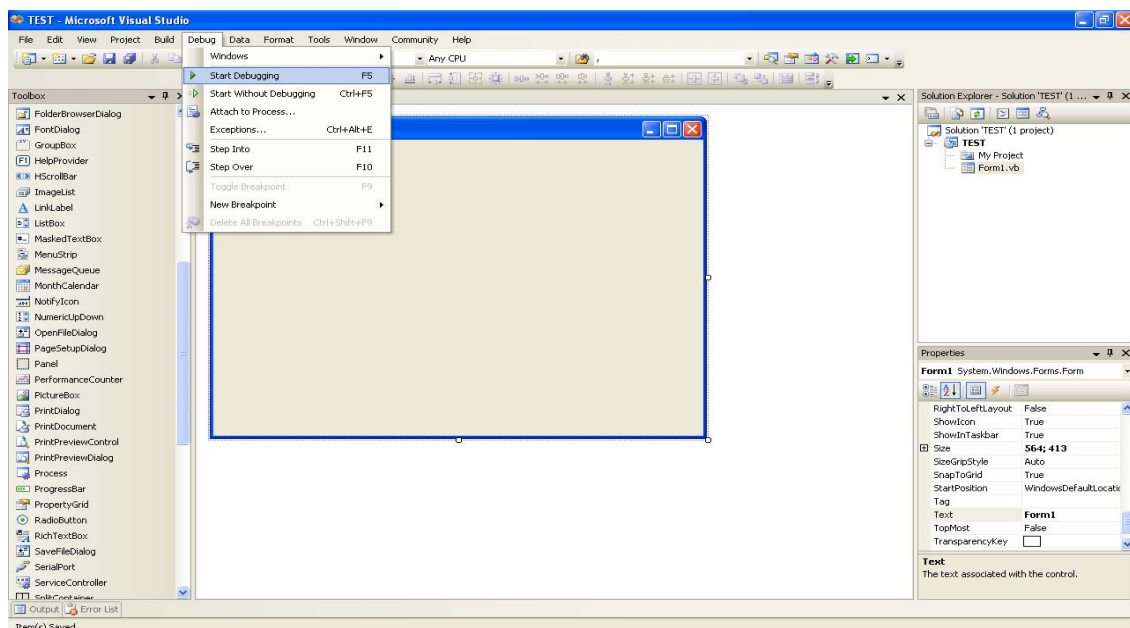 TEST - Microsoft Visual Studio
File Edit View Project Build Debug Data Format Tools Window Community Help
Any CPU ,
Windows
Start Debugging F5
Start Without Debugging Ctrl+F5
Attach to Process...
Exceptions... Ctrl+Alt+E
Step Into F11
Step Over F10
Toggle Breakpoint F9
New Breakpoint
Delete All Breakpoints Ctrl+Shift+F9
Toolbox
FolderBrowserDialog
FontDialog
GroupBox
HelpProvider
HScrollBar
ImageList
LinkLabel
ListBox
MaskedTextBox
MenuStrip
MessageQueue
MonthCalendar
NotifyIcon
NumericUpDown
OpenFileDialog
PageSetupDialog
Panel
PerformanceCounter
PictureBox
PrintDialog
PrintDocument
PrintPreviewControl
PrintPreviewDialog
Process
ProgressBar
PropertyGrid
RadioButton
RichTextBox
SaveFileDialog
SerialPort
ServiceController
SplitContainer
Output Error List
Item(s) Saved
Solution Explorer - Solution 'TEST' (1 ...
Solution 'TEST' (1 project)
TEST
My Project
Form1.vb
Properties
Form1 System.Windows.Forms.Form
RightToLeftLayout False
ShowIcon True
ShowInTaskbar True
Size 564; 413
SizeGripStyle Auto
SnapToGrid True
StartPosition WindowsDefaultLocatic
Tag
Text Form1
TopMost False
TransparencyKey
Text
The text associated with the control.